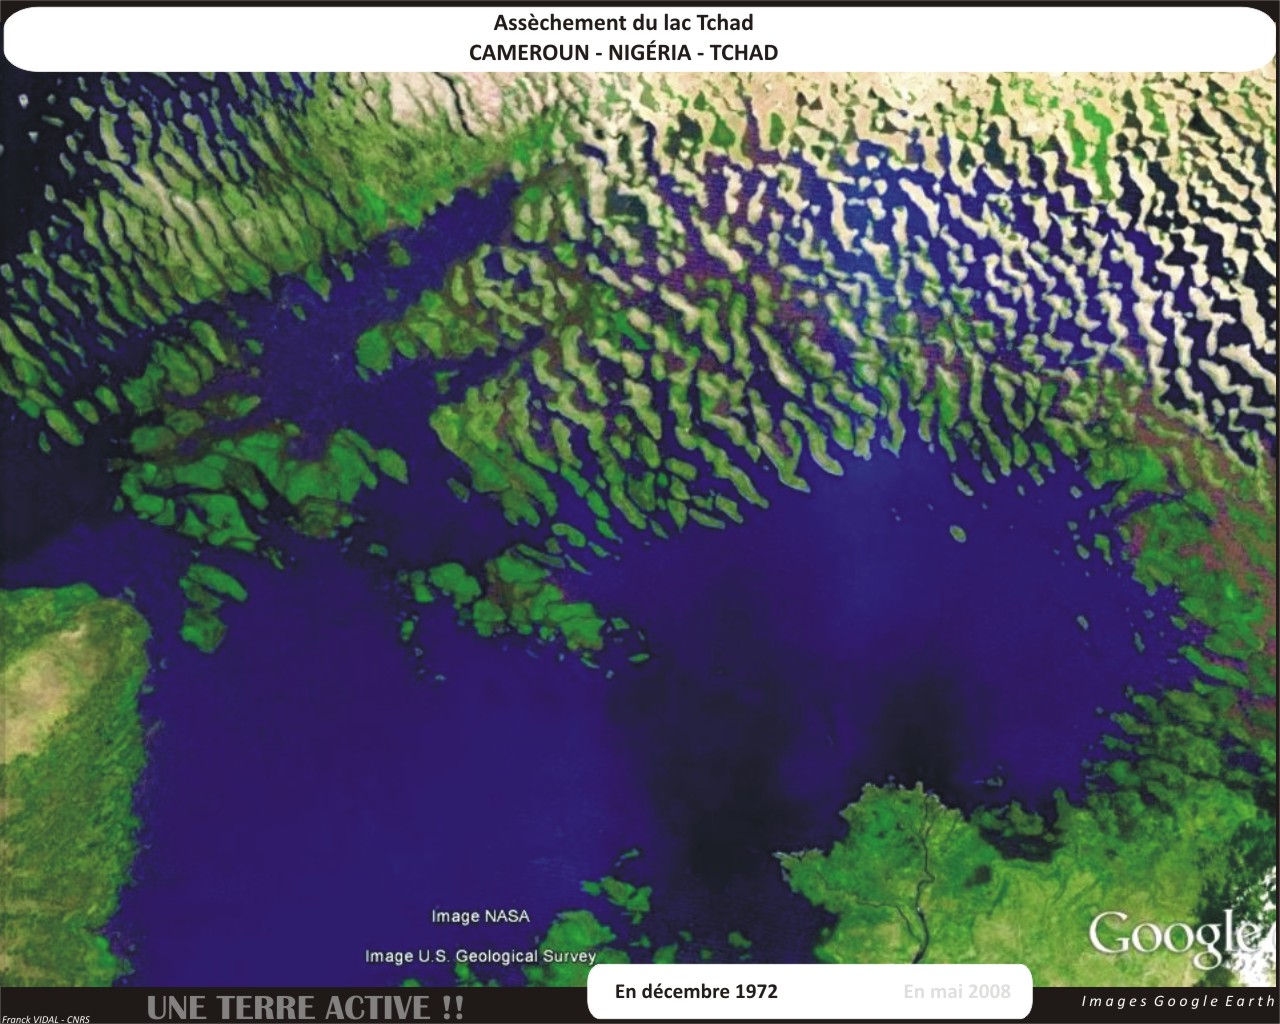 Assèchement du lac Tchad
CAMEROUN - NIGÉRIA - TCHAD
Image NASA
Image U.S. Geological Survey
Google
En décembre 1972 En mai 2008
UNE TERRE ACTIVE !!
Images Google Earth
Franck VIDAL - CNRS